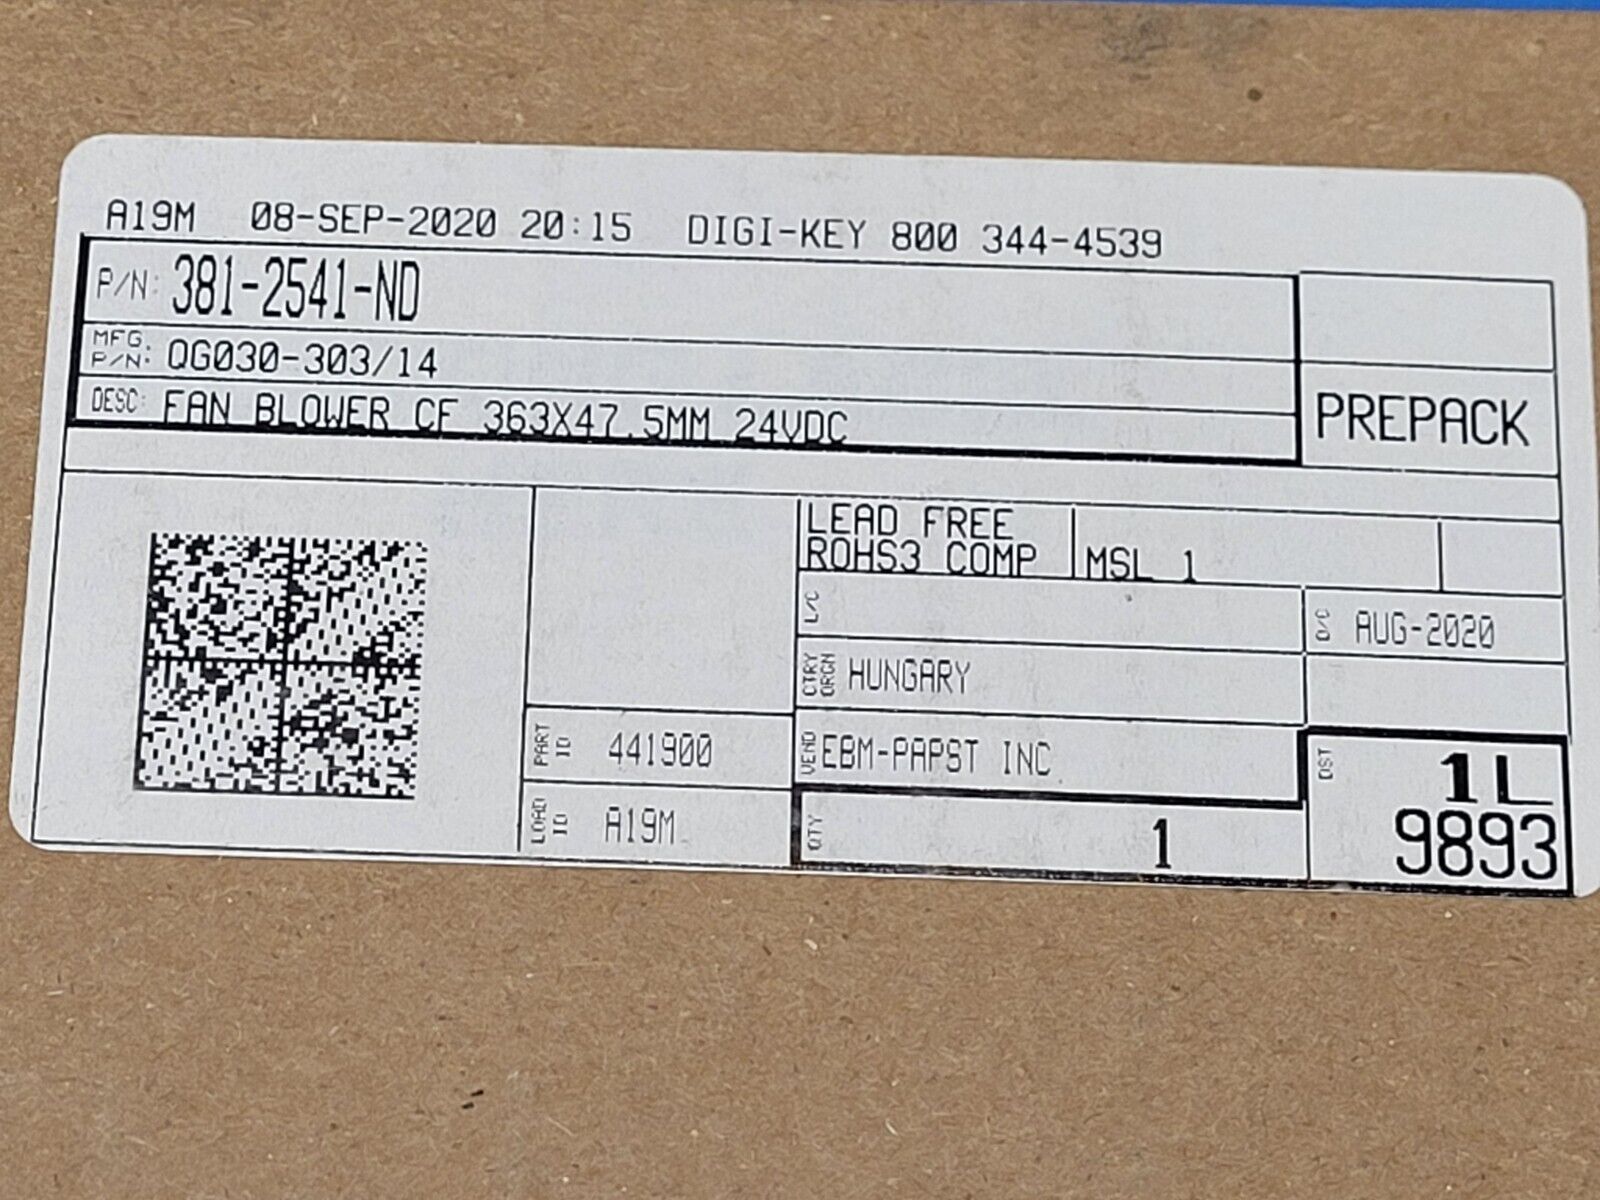 A19M 08-SEP-2020 20:15 DIGI-KEY 800 344-4539
P/N: 381-2541-ND
MFG. P/N: QG030-303/14
DESC: FAN BLOWER CF 363X47.5MM 24VDC
PREPACK
LEAD FREE
ROHS3 COMP
MSL 1
L/C
D/C AUG-2020
CTRY ORGN HUNGARY
PART ID 441900
VEND EBM-PAPST INC
LOAD ID A19M
QTY 1
DST 1L
9893